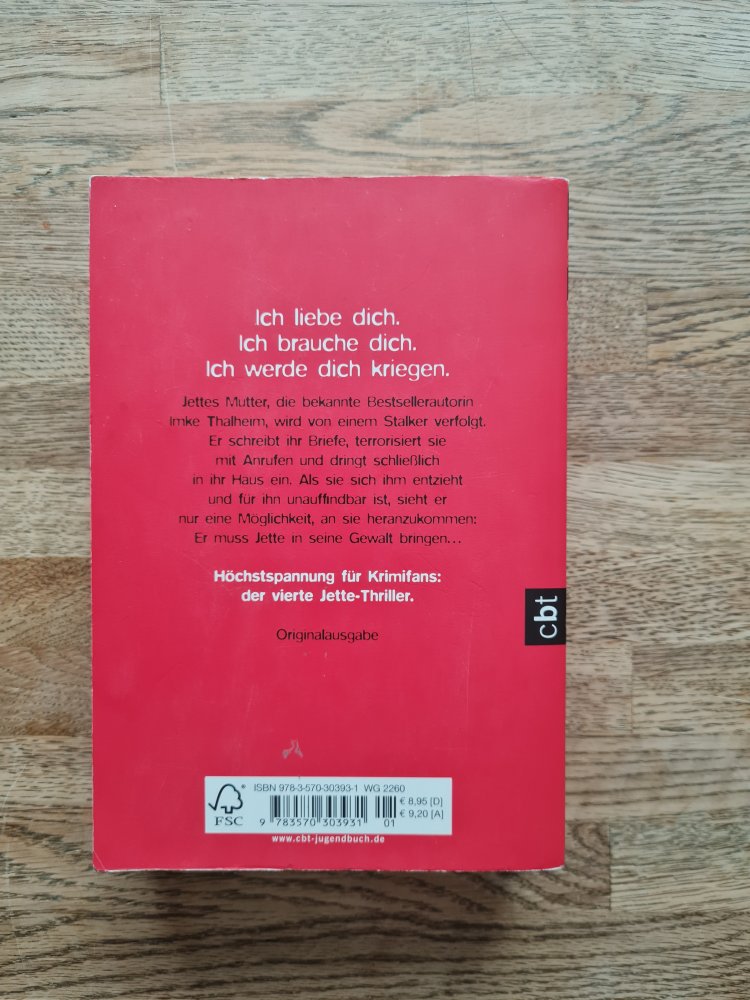 Ich liebe dich.
Ich brauche dich.
Ich werde dich kriegen.
Jettes Mutter, die bekannte Bestsellerautorin
Imke Thalheim, wird von einem Stalker verfolgt.
Er schreibt ihr Briefe, terrorisiert sie
mit Anrufen und dringt schließlich
in ihr Haus ein. Als sie sich ihm entzieht
und für ihn unauffindbar ist, sieht er
nur eine Möglichkeit, an sie heranzukommen:
Er muss Jette in seine Gewalt bringen...
Höchstspannung für Krimifans:
der vierte Jette-Thriller.
cbt
Originalausgabe
ISBN 978-3-570-30393-1 WG 2260
€ 8,95 [D]
€ 9,20 [A]
FSC®
9 783570 303931 01
www.cbt-jugendbuch.de